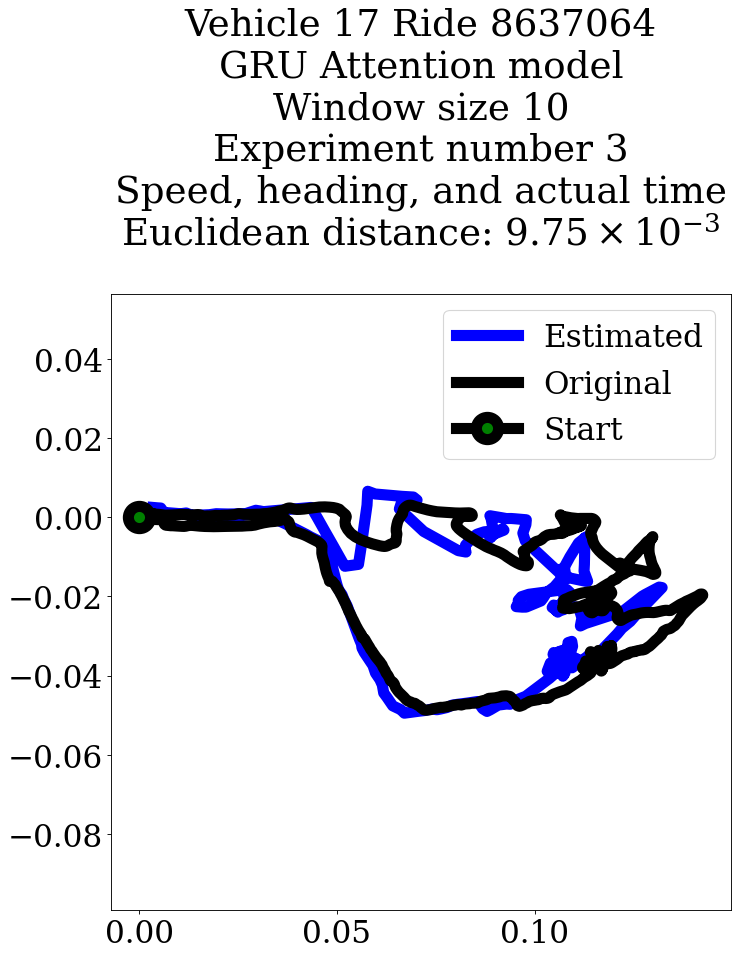 Vehicle 17 Ride 8637064
GRU Attention model
Window size 10
Experiment number 3
Speed, heading, and actual time
Euclidean distance: 9.75 × 10⁻³
Estimated
Original
Start
0.04
0.02
0.00
−0.02
−0.04
−0.06
−0.08
0.00 0.05 0.10